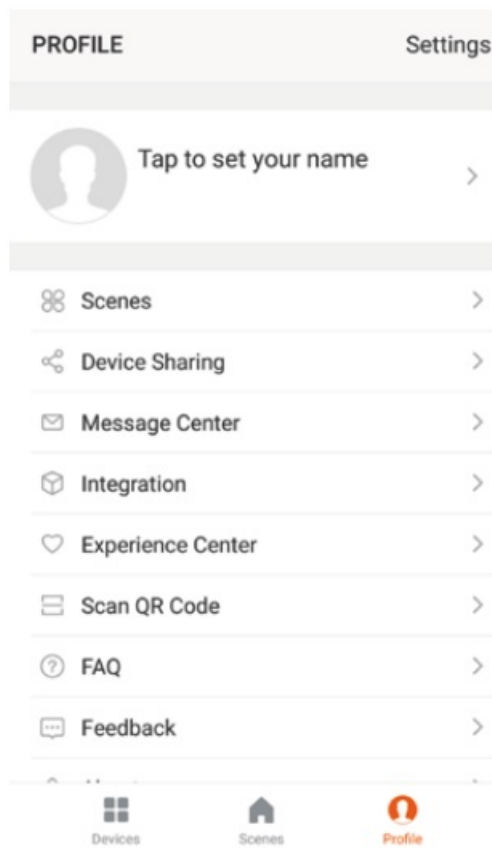 PROFILE Settings
Tap to set your name
Scenes
Device Sharing
Message Center
Integration
Experience Center
Scan QR Code
FAQ
Feedback
Devices Scenes Profile